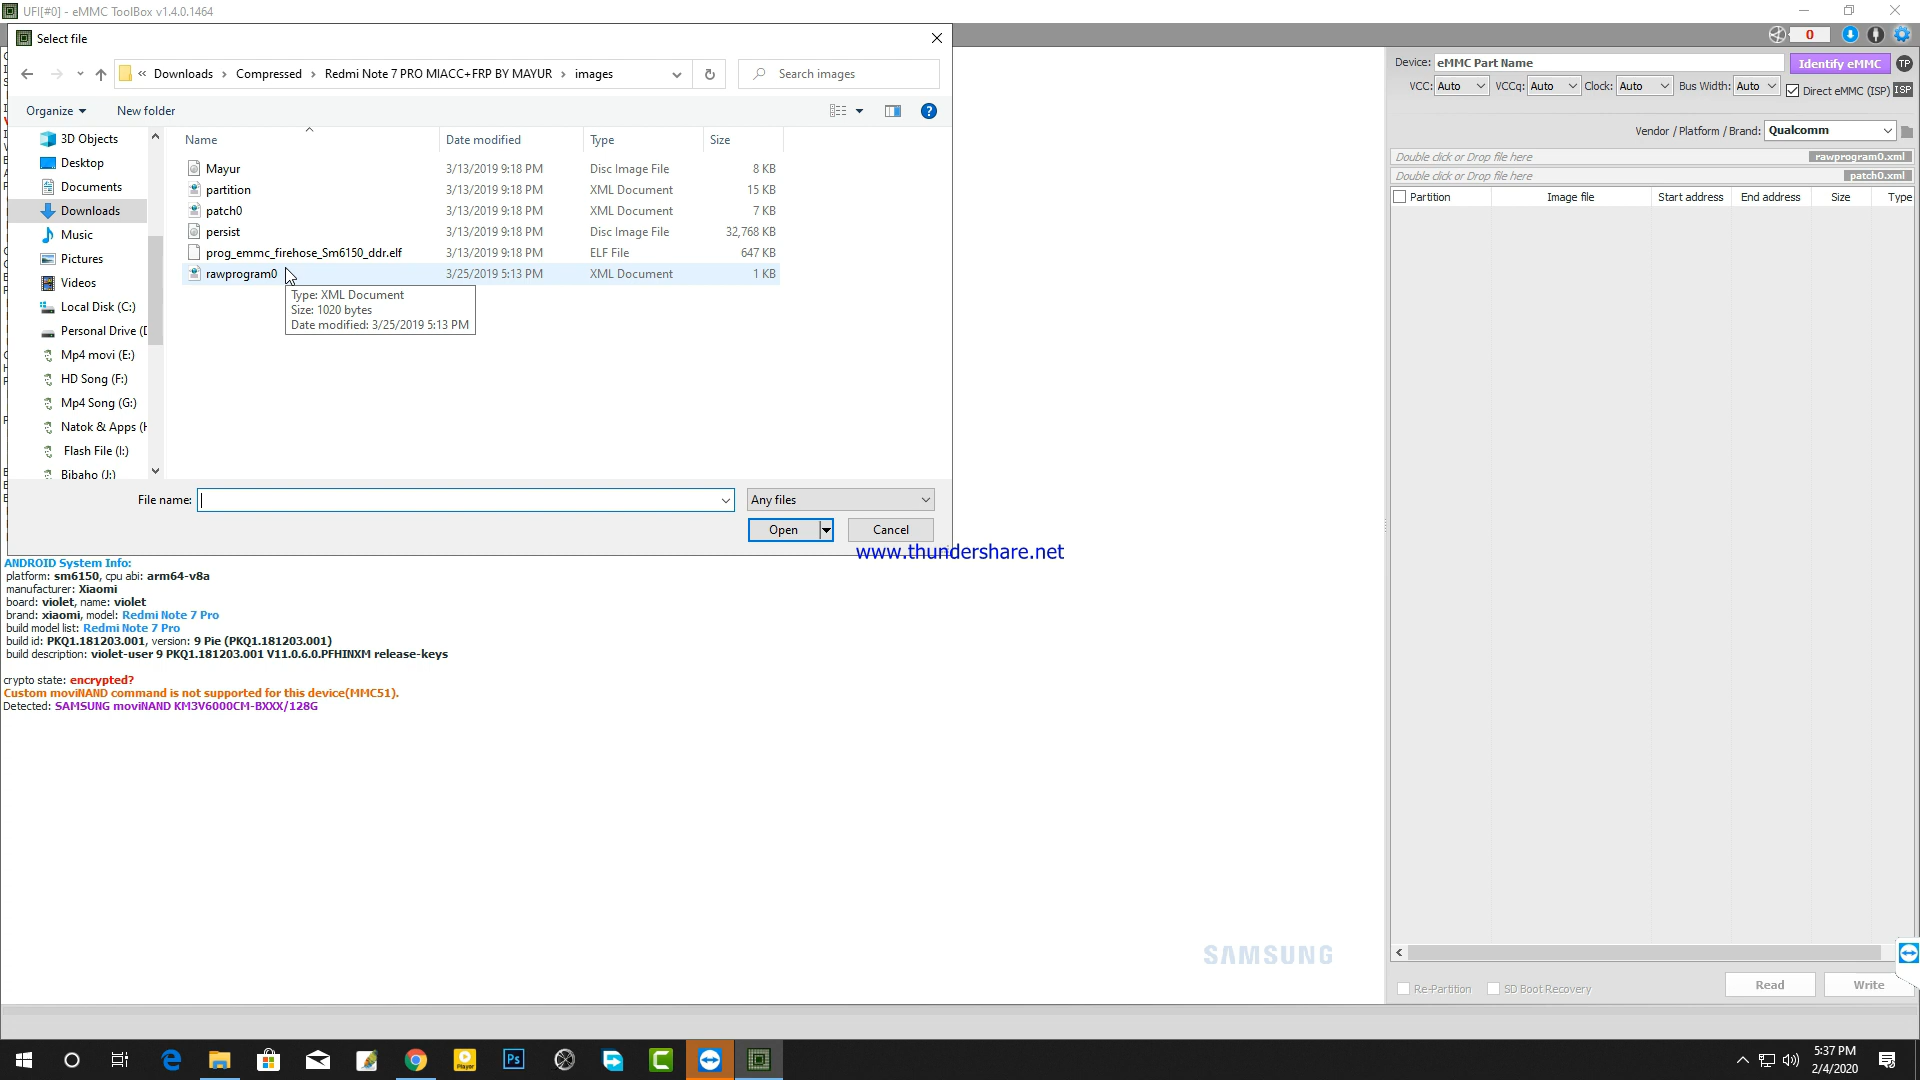 UFI[#0] - eMMC ToolBox v1.4.0.1464
Select file
« Downloads › Compressed › Redmi Note 7 PRO MIACC+FRP BY MAYUR › images
Search images
Organize
New folder
Name Date modified Type Size
Mayur 3/13/2019 9:18 PM Disc Image File 8 KB
partition 3/13/2019 9:18 PM XML Document 15 KB
patch0 3/13/2019 9:18 PM XML Document 7 KB
persist 3/13/2019 9:18 PM Disc Image File 32,768 KB
prog_emmc_firehose_Sm6150_ddr.elf 3/13/2019 9:18 PM ELF File 647 KB
rawprogram0 3/25/2019 5:13 PM XML Document 1 KB
Type: XML Document
Size: 1020 bytes
Date modified: 3/25/2019 5:13 PM
3D Objects
Desktop
Documents
Downloads
Music
Pictures
Videos
Local Disk (C:)
Personal Drive (
Mp4 movi (E:)
HD Song (F:)
Mp4 Song (G:)
Natok & Apps (
Flash File (I:)
Bibaho (J:)
File name:
Any files
Open
Cancel
www.thundershare.net
ANDROID System Info:
platform: sm6150, cpu abi: arm64-v8a
manufacturer: Xiaomi
board: violet, name: violet
brand: xiaomi, model: Redmi Note 7 Pro
build model list: Redmi Note 7 Pro
build id: PKQ1.181203.001, version: 9 Pie (PKQ1.181203.001)
build description: violet-user 9 PKQ1.181203.001 V11.0.6.0.PFHINXM release-keys
crypto state: encrypted?
Custom moviNAND command is not supported for this device(MMC51).
Detected: SAMSUNG moviNAND KM3V6000CM-BXXX/128G
SAMSUNG
0
Device: eMMC Part Name Identify eMMC TP
VCC: Auto VCCq: Auto Clock: Auto Bus Width: Auto Direct eMMC (ISP) ISP
Vendor / Platform / Brand: Qualcomm
Double click or Drop file here rawprogram0.xml
Double click or Drop file here patch0.xml
Partition Image file Start address End address Size Type
Re-Partition SD Boot Recovery Read Write
Ps
Player
5:37 PM
2/4/2020